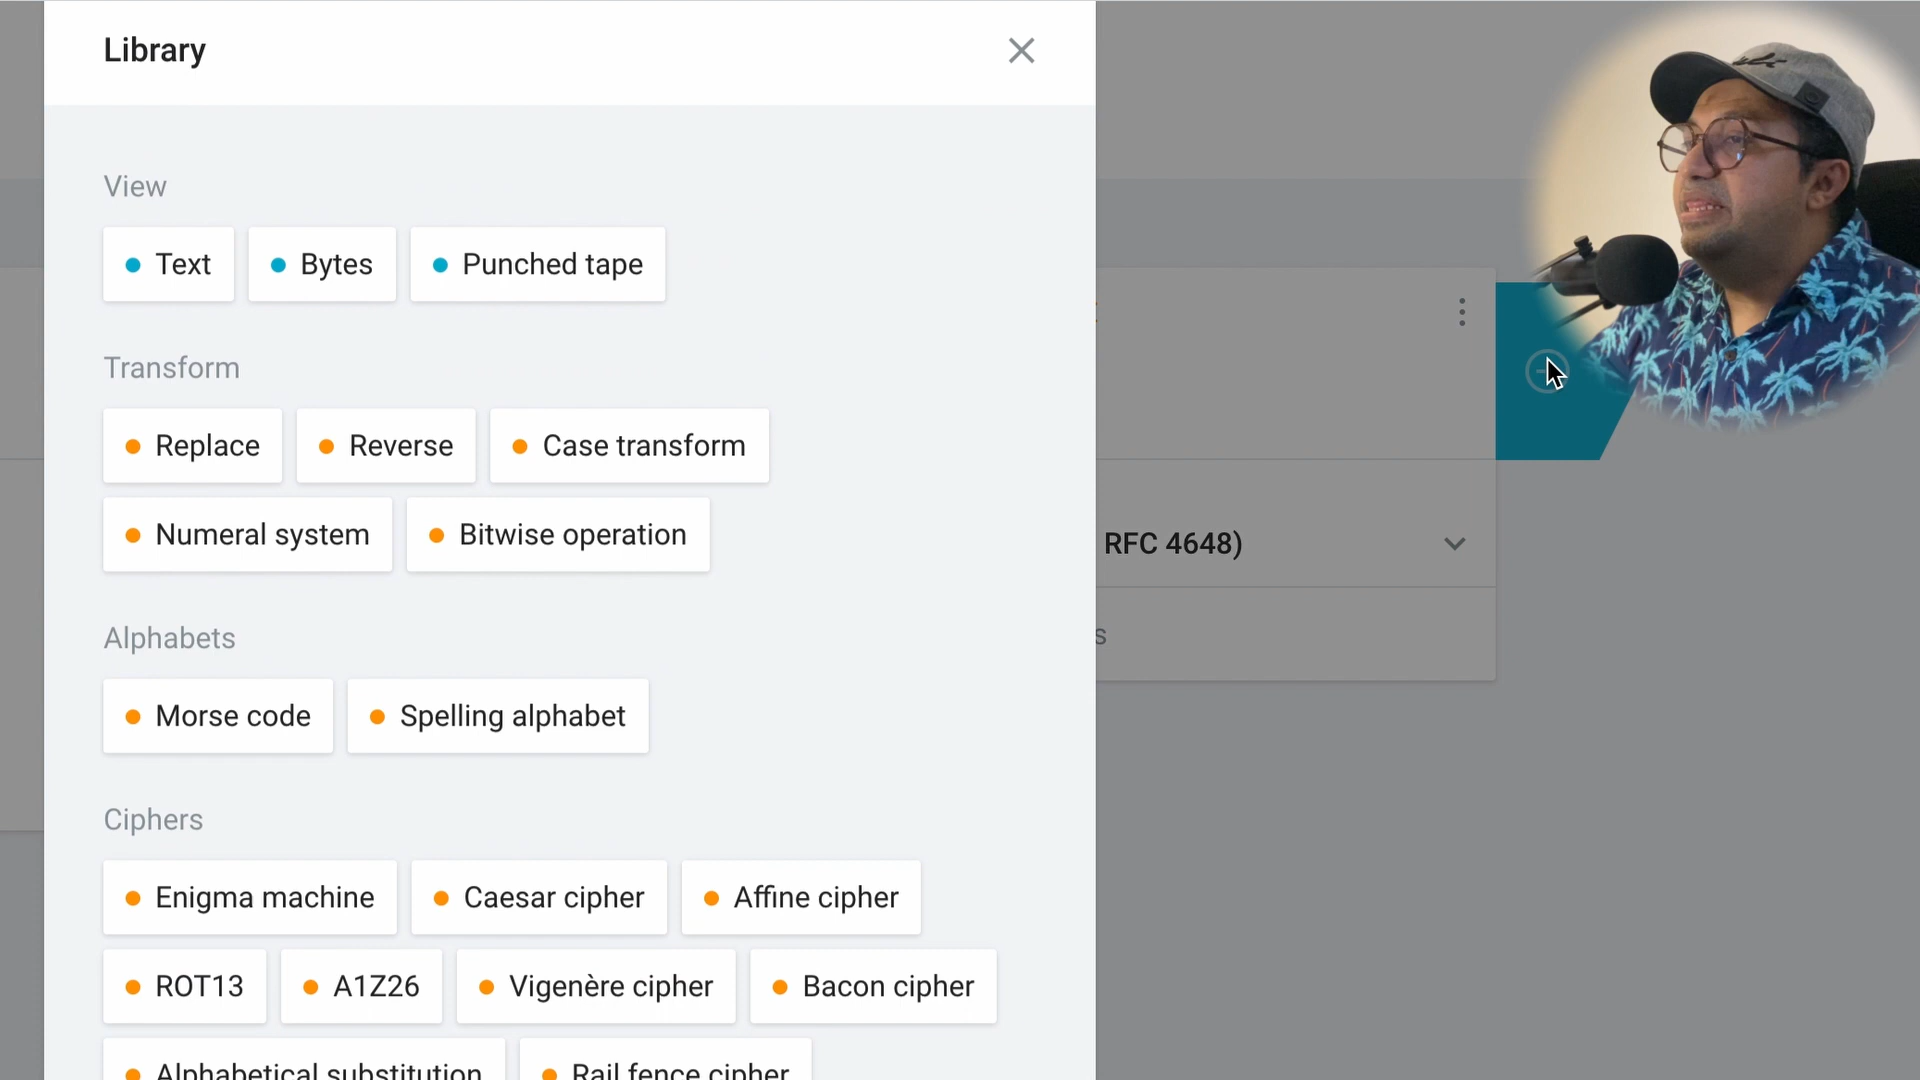 Library
View
Text Bytes Punched tape
Transform
Replace Reverse Case transform
Numeral system Bitwise operation
RFC 4648)
Alphabets
s
Morse code Spelling alphabet
Ciphers
Enigma machine Caesar cipher Affine cipher
ROT13 A1Z26 Vigenère cipher Bacon cipher
Alphabetical substitution Rail fence cipher